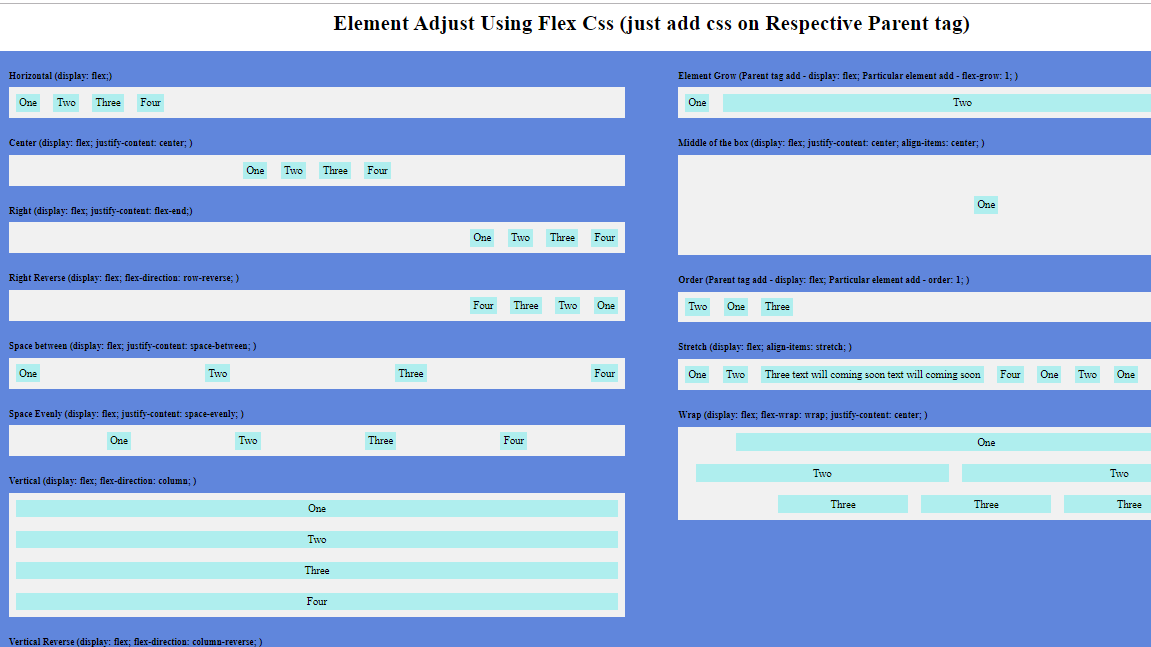 Element Adjust Using Flex Css (just add css on Respective Parent tag)
Horizontal (display: flex;)
One Two Three Four
Center (display: flex; justify-content: center; )
One Two Three Four
Right (display: flex; justify-content: flex-end;)
One Two Three Four
Right Reverse (display: flex; flex-direction: row-reverse; )
Four Three Two One
Space between (display: flex; justify-content: space-between; )
One Two Three Four
Space Evenly (display: flex; justify-content: space-evenly; )
One Two Three Four
Vertical (display: flex; flex-direction: column; )
One
Two
Three
Four
Vertical Reverse (display: flex; flex-direction: column-reverse; )
Element Grow (Parent tag add - display: flex; Particular element add - flex-grow: 1; )
One Two
Middle of the box (display: flex; justify-content: center; align-items: center; )
One
Order (Parent tag add - display: flex; Particular element add - order: 1; )
Two One Three
Stretch (display: flex; align-items: stretch; )
One Two Three text will coming soon text will coming soon Four One Two One
Wrap (display: flex; flex-wrap: wrap; justify-content: center; )
One
Two Two
Three Three Three